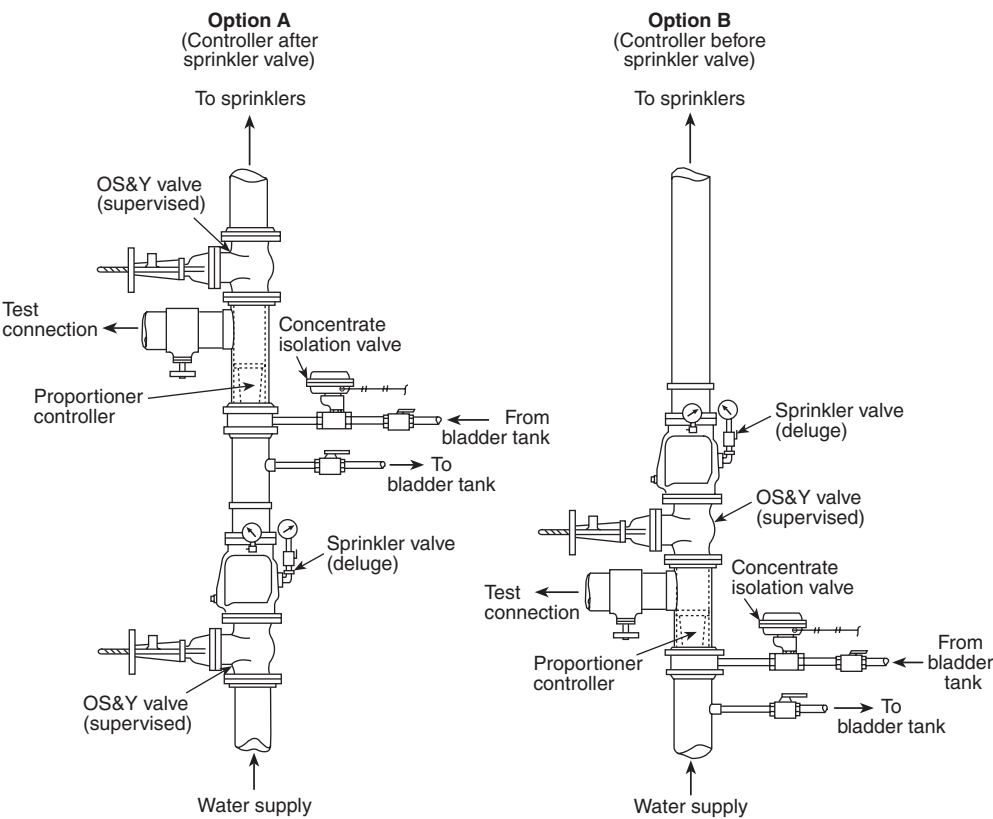 Option A
(Controller after
sprinkler valve)
To sprinklers
OS&Y valve
(supervised)
Test
connection
Concentrate
isolation valve
Proportioner
controller
From
bladder tank
To
bladder tank
Sprinkler valve
(deluge)
OS&Y valve
(supervised)
Water supply
Option B
(Controller before
sprinkler valve)
To sprinklers
Sprinkler valve
(deluge)
OS&Y valve
(supervised)
Concentrate
isolation valve
Test
connection
Proportioner
controller
From
bladder
tank
To
bladder tank
Water supply